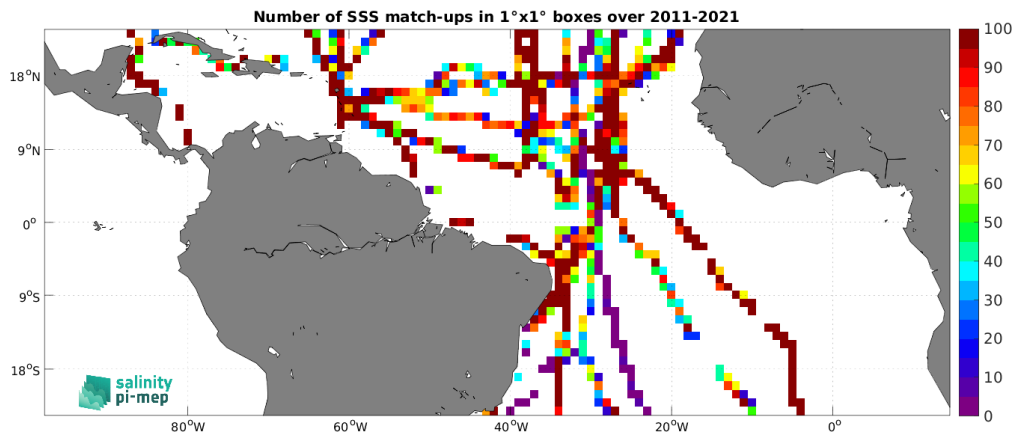 Number of SSS match-ups in 1°x1° boxes over 2011-2021
100
90
80
70
60
50
40
30
20
10
0
18°N
9°N
0°
9°S
18°S
80°W
60°W
40°W
20°W
0°
salinity
pi-mep